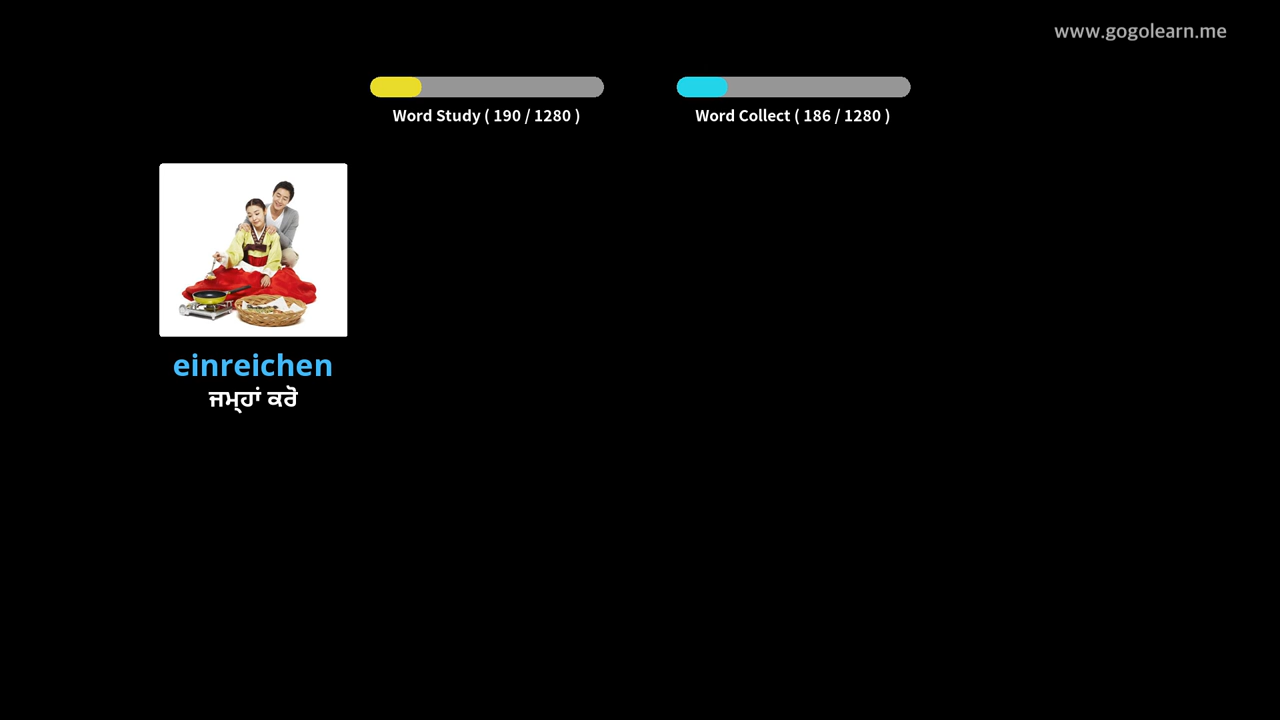 www.gogolearn.me
Word Study ( 190 / 1280 )
Word Collect ( 186 / 1280 )
einreichen
ਜਮ੍ਹਾਂ ਕਰੋ